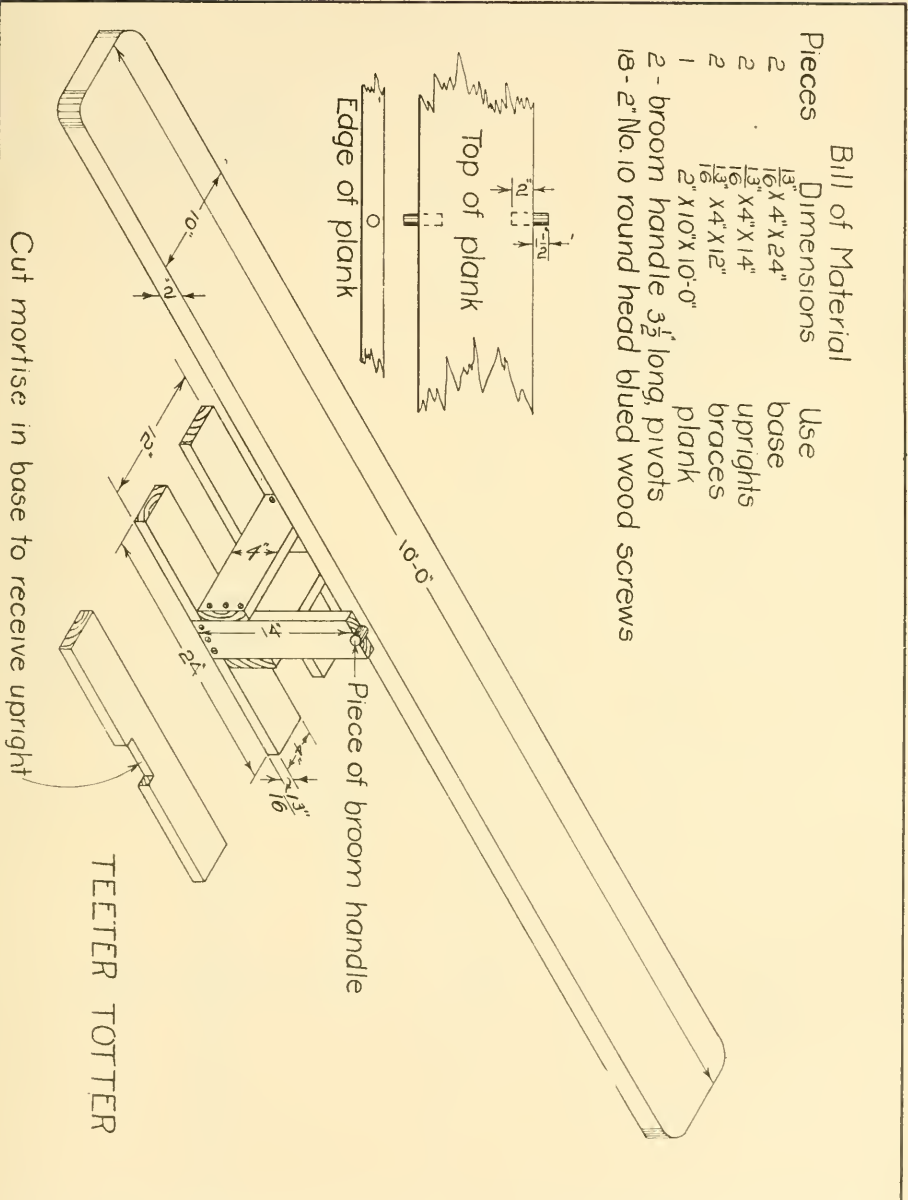 Bill of Material
Pieces Dimensions Use
2 13/16" X 4" X 24" base
2 13/16" X 4" X 14" uprights
2 13/16" X 4" X 12" braces
1 2" X 10" X 10'-0" plank
2 - broom handle 3 1/2" long, pivots
18 - 2" No. 10 round head blued wood screws
2"
1 1/2"
Top of plank
Edge of plank
10'-0"
10"
2"
12"
4"
14"
24"
4"
13/16"
Piece of broom handle
Cut mortise in base to receive upright
TEETER TOTTER